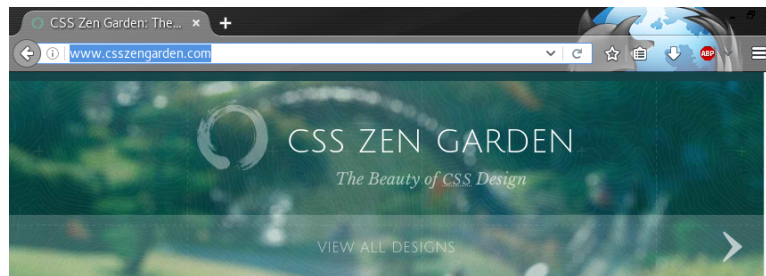 CSS Zen Garden: The...
www.csszengarden.com
ABP
CSS ZEN GARDEN
The Beauty of CSS Design
VIEW ALL DESIGNS